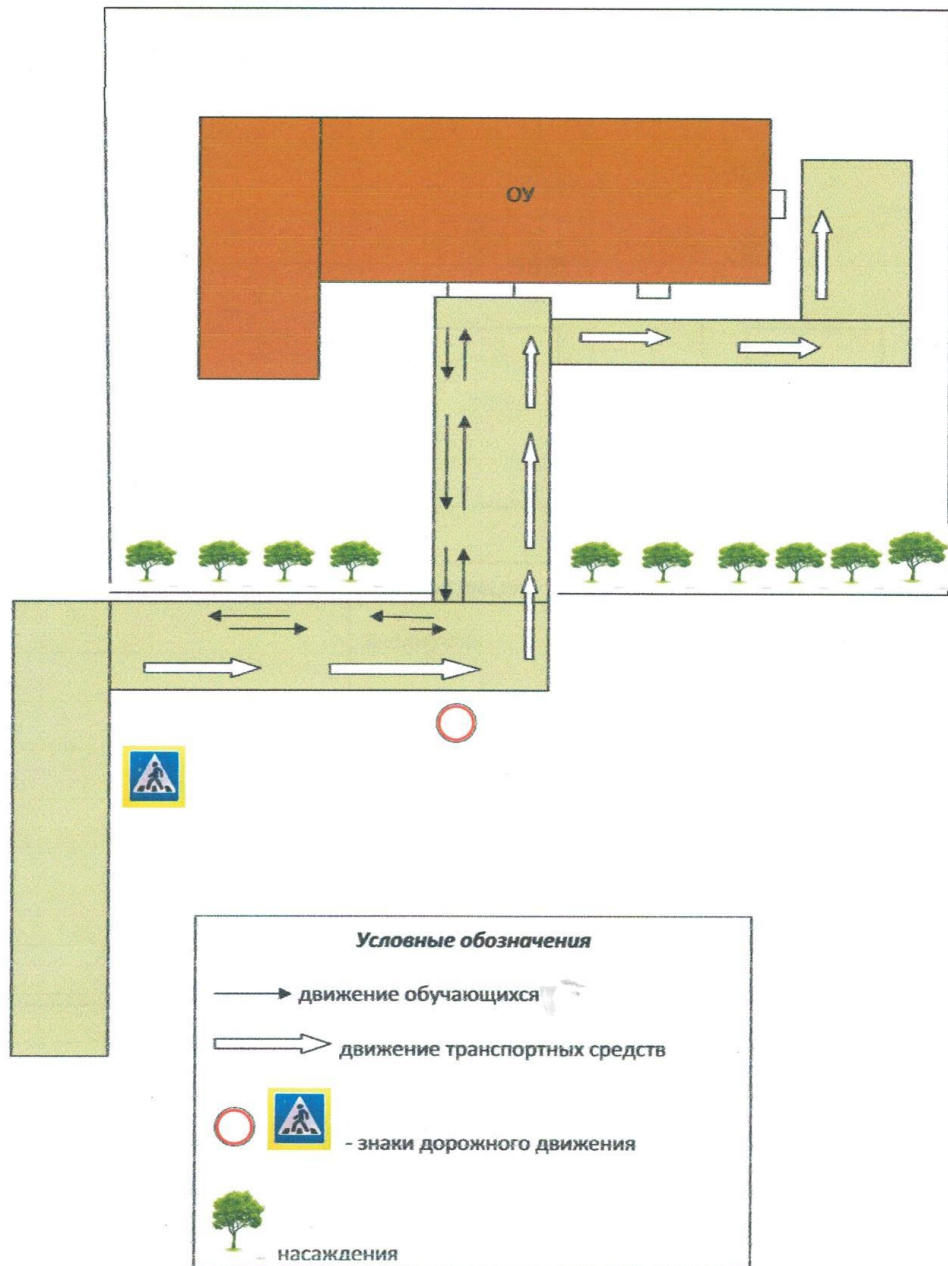 ОУ
Условные обозначения
движение обучающихся
движение транспортных средств
- знаки дорожного движения
насаждения